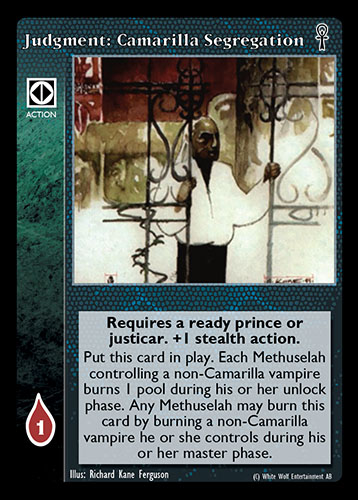 Judgment: Camarilla Segregation
ACTION
Requires a ready prince or
justicar. +1 stealth action.
Put this card in play. Each Methuselah
controlling a non-Camarilla vampire
burns 1 pool during his or her unlock
phase. Any Methuselah may burn this
card by burning a non-Camarilla
vampire he or she controls during his
or her master phase.
1
Illus: Richard Kane Ferguson
(C) White Wolf Entertainment AB